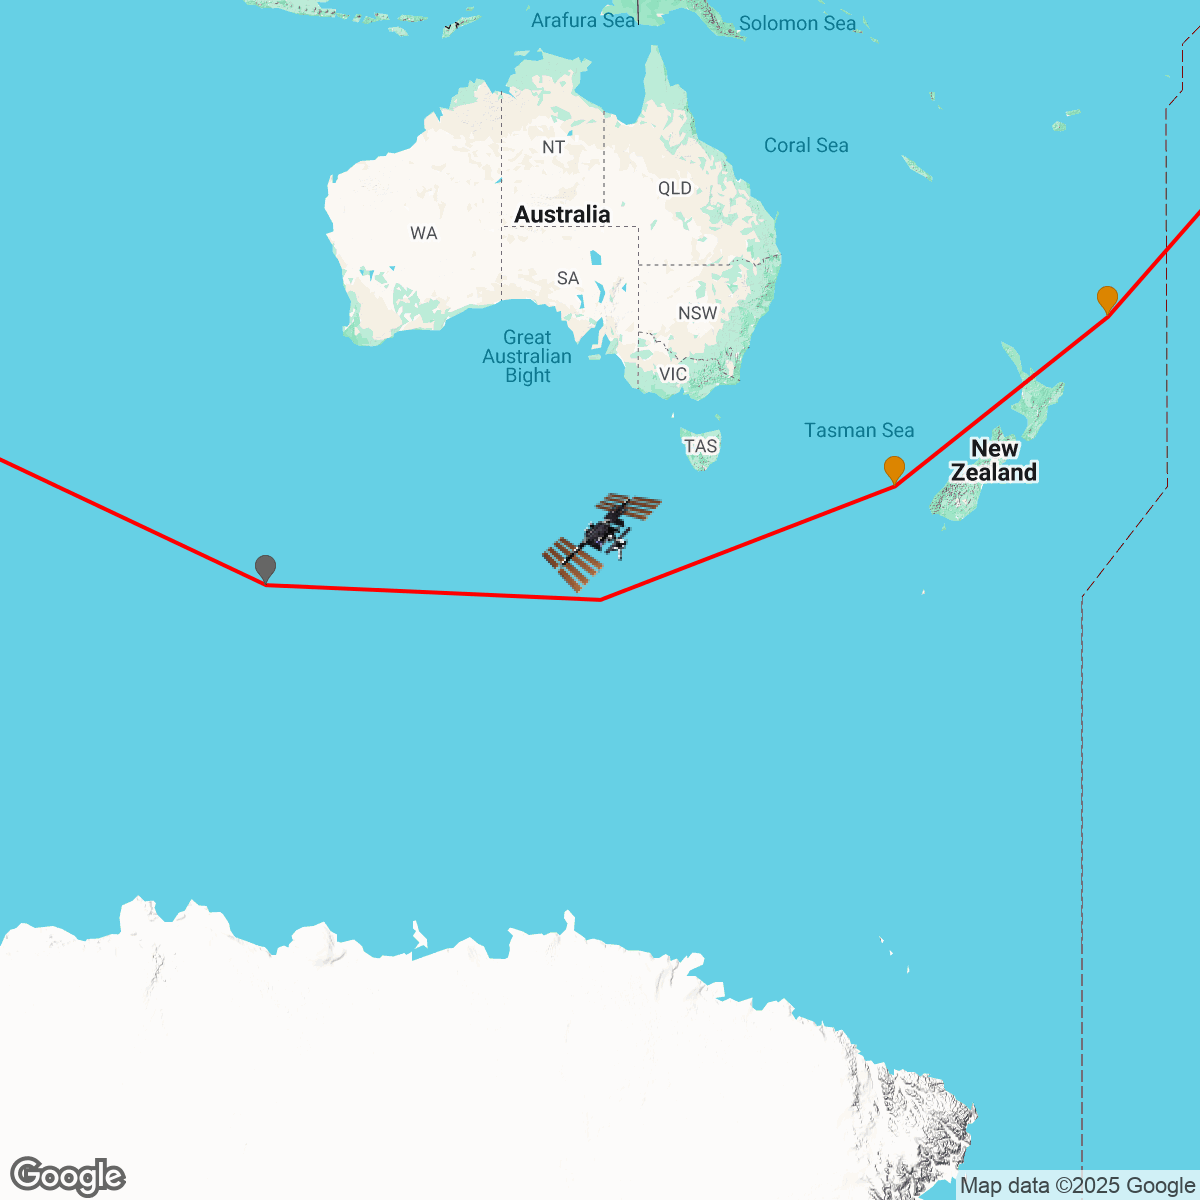 Arafura Sea
Solomon Sea
Coral Sea
NT
QLD
Australia
WA
SA
NSW
Great
Australian
Bight
VIC
Tasman Sea
TAS
New
Zealand
Google
Map data ©2025 Google